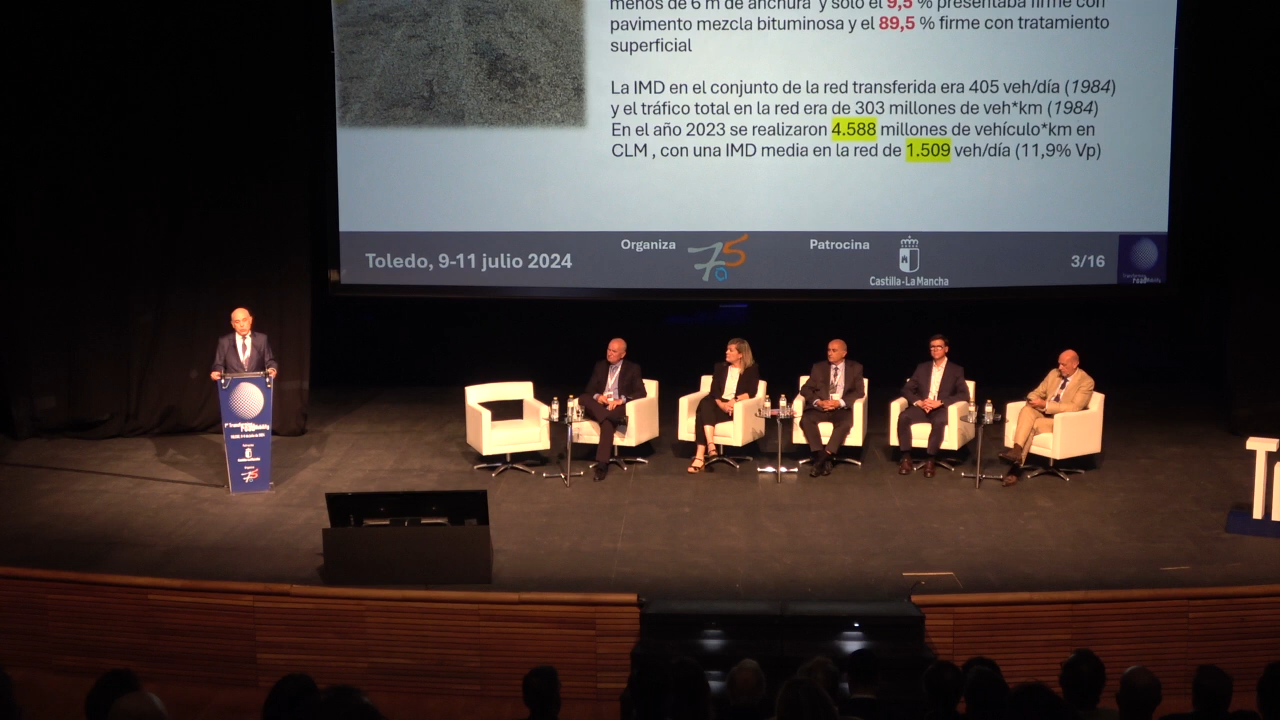 menos de 6 m de anchura y sólo el 9,5 % presentaba firme con
pavimento mezcla bituminosa y el 89,5 % firme con tratamiento
superficial
La IMD en el conjunto de la red transferida era 405 veh/día (1984)
y el tráfico total en la red era de 303 millones de veh*km (1984)
En el año 2023 se realizaron 4.588 millones de vehículo*km en
CLM , con una IMD media en la red de 1.509 veh/día (11,9% Vp)
Toledo, 9-11 julio 2024
Organiza
75
Patrocina
Castilla-La Mancha
3/16
75